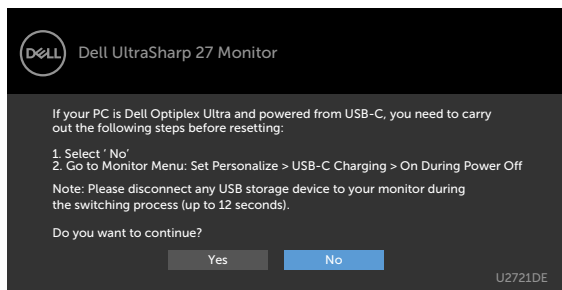 DELL
Dell UltraSharp 27 Monitor
If your PC is Dell Optiplex Ultra and powered from USB-C, you need to carry
out the following steps before resetting:
1. Select ' No'
2. Go to Monitor Menu: Set Personalize > USB-C Charging > On During Power Off
Note: Please disconnect any USB storage device to your monitor during
the switching process (up to 12 seconds).
Do you want to continue?
Yes No
U2721DE